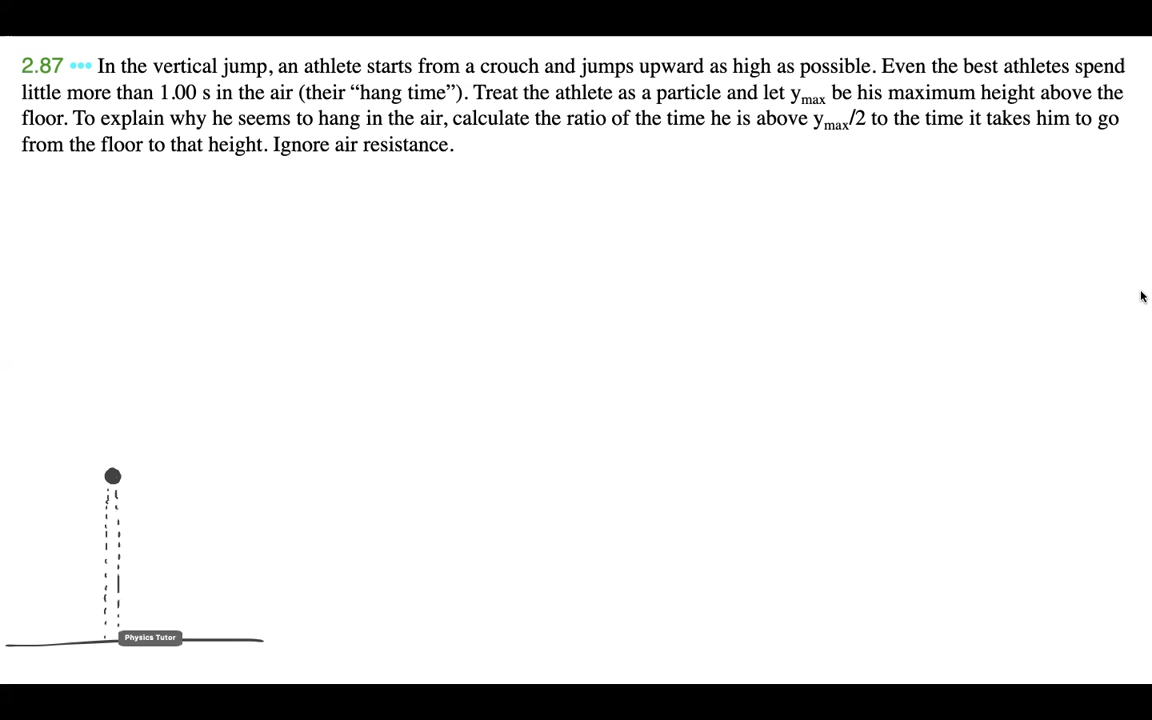 2.87 ••• In the vertical jump, an athlete starts from a crouch and jumps upward as high as possible. Even the best athletes spend
little more than 1.00 s in the air (their “hang time”). Treat the athlete as a particle and let ymax be his maximum height above the
floor. To explain why he seems to hang in the air, calculate the ratio of the time he is above ymax/2 to the time it takes him to go
from the floor to that height. Ignore air resistance.
Physics Tutor